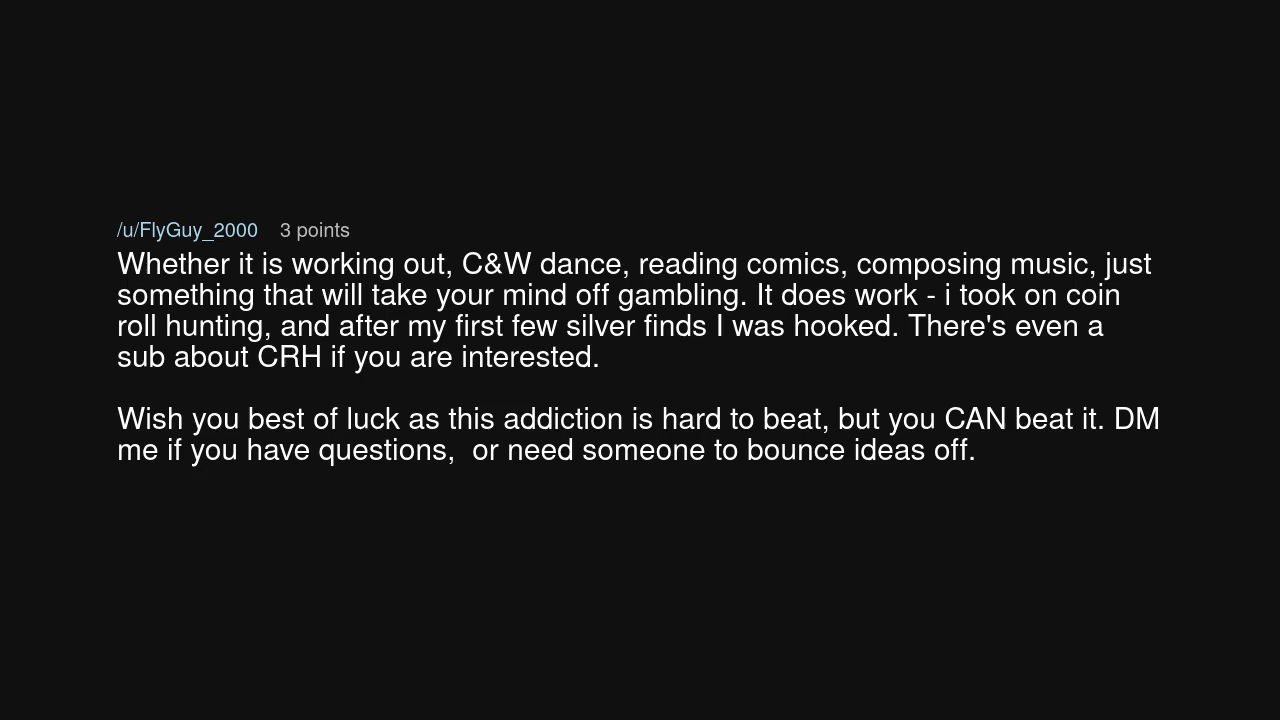 /u/FlyGuy_2000 3 points
Whether it is working out, C&W dance, reading comics, composing music, just
something that will take your mind off gambling. It does work - i took on coin
roll hunting, and after my first few silver finds I was hooked. There's even a
sub about CRH if you are interested.
Wish you best of luck as this addiction is hard to beat, but you CAN beat it. DM
me if you have questions,  or need someone to bounce ideas off.